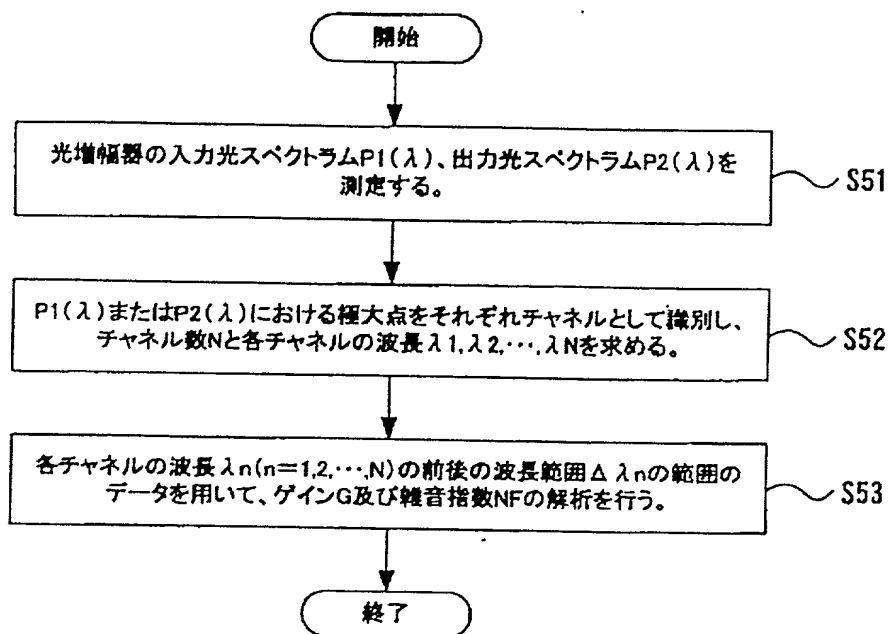 開始
光増幅器の入力光スペクトラムP1(λ)、出力光スペクトラムP2(λ)を
測定する。
S51
P1(λ)またはP2(λ)における極大点をそれぞれチャネルとして識別し、
チャネル数Nと各チャネルの波長λ1,λ2,…,λNを求める。
S52
各チャネルの波長λn(n=1,2,…,N)の前後の波長範囲Δλnの範囲の
データを用いて、ゲインG及び雑音指数NFの解析を行う。
S53
終了